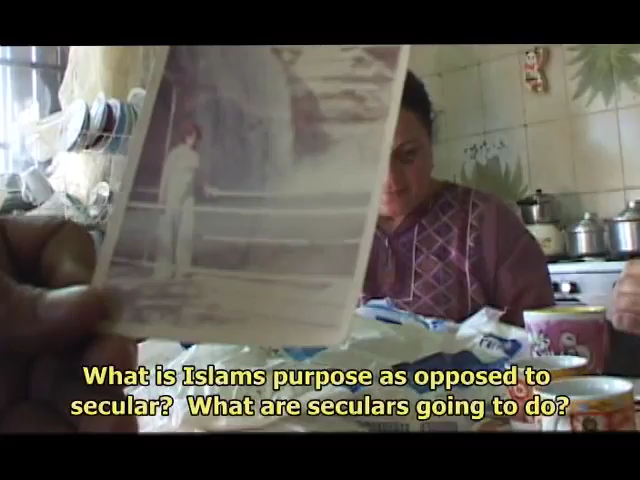 What is Islams purpose as opposed to
secular?  What are seculars going to do?